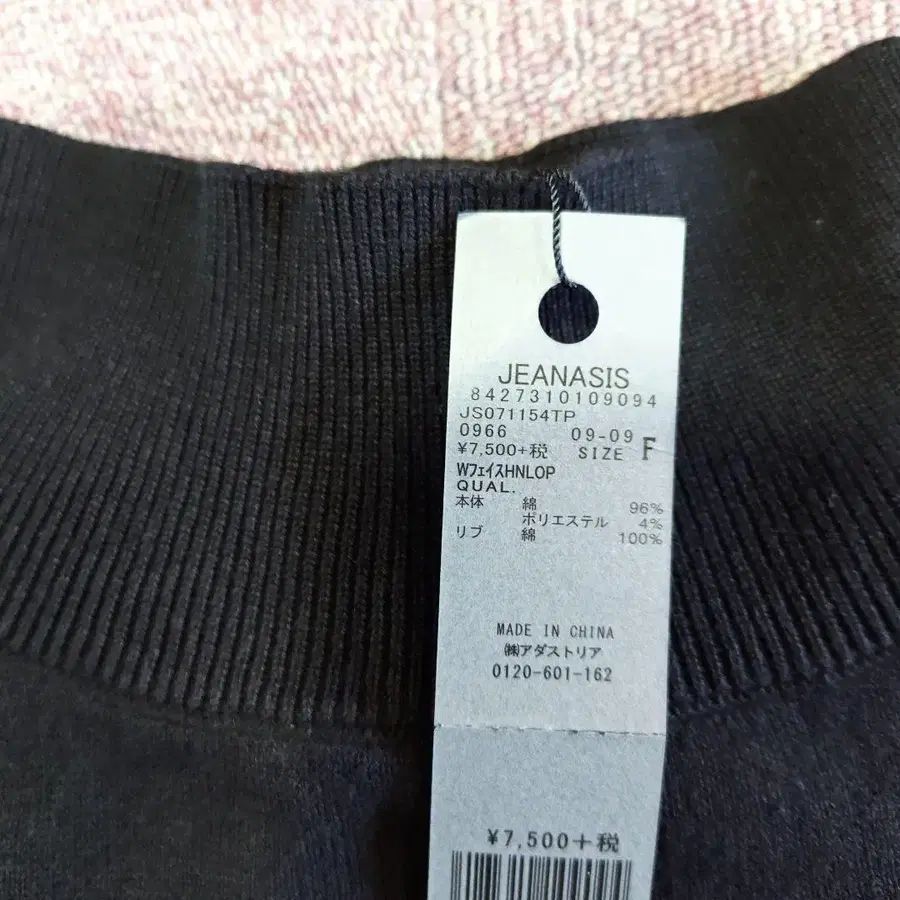 JEANASIS
8427310109094
JS071154TP
0966 09-09
¥7,500+税 SIZE F
WフェイスHNLOP
QUAL.
本体 綿 96%
ポリエステル 4%
リブ 綿 100%
MADE IN CHINA
㈱アダストリア
0120-601-162
¥7,500+税